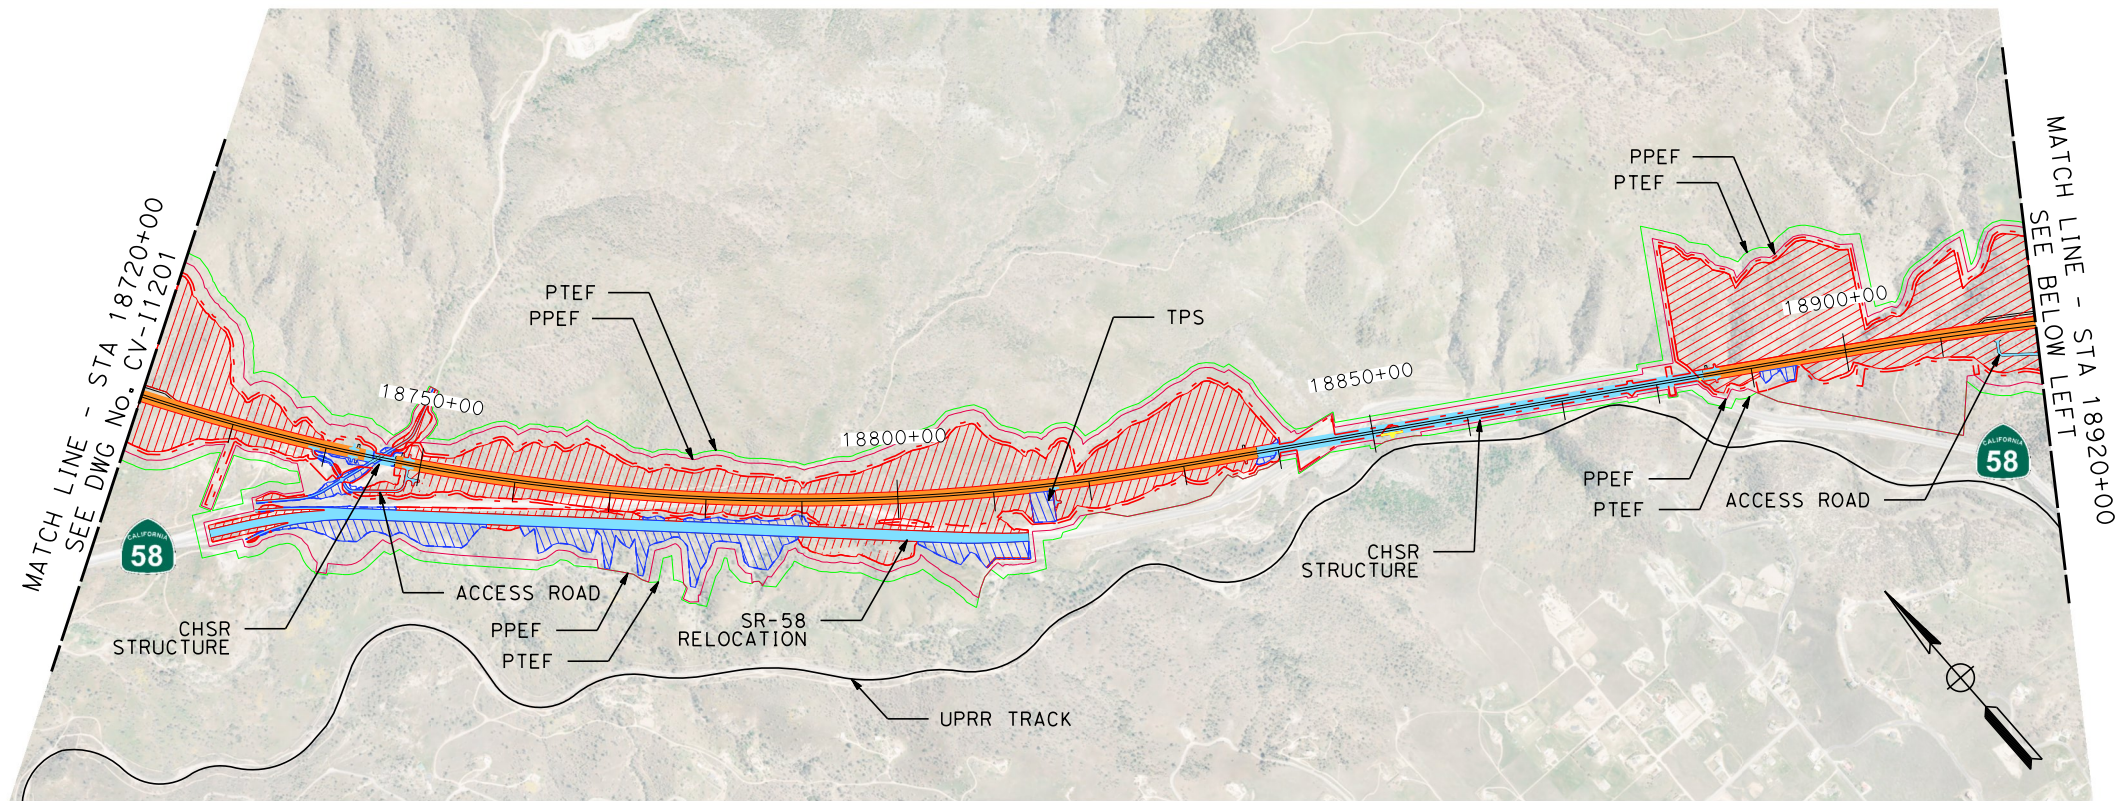 MATCH LINE - STA 18720+00
SEE DWG No. CV-I1201
CALIFORNIA
58
18750+00
PTEF
PPEF
18800+00
TPS
18850+00
PPEF
PTEF
18900+00
MATCH LINE - STA 18920+00
SEE BELOW LEFT
CALIFORNIA
58
CHSR
STRUCTURE
ACCESS ROAD
PPEF
PTEF
SR-58
RELOCATION
UPRR TRACK
CHSR
STRUCTURE
PPEF
PTEF
ACCESS ROAD